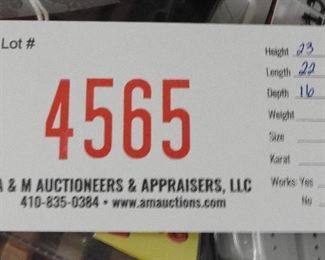 Lot #
4565
A & M AUCTIONEERS & APPRAISERS, LLC
410-835-0384 • www.amauctions.com
Height 23
Length 22
Depth 16
Weight
Size
Karat
Works: Yes
No